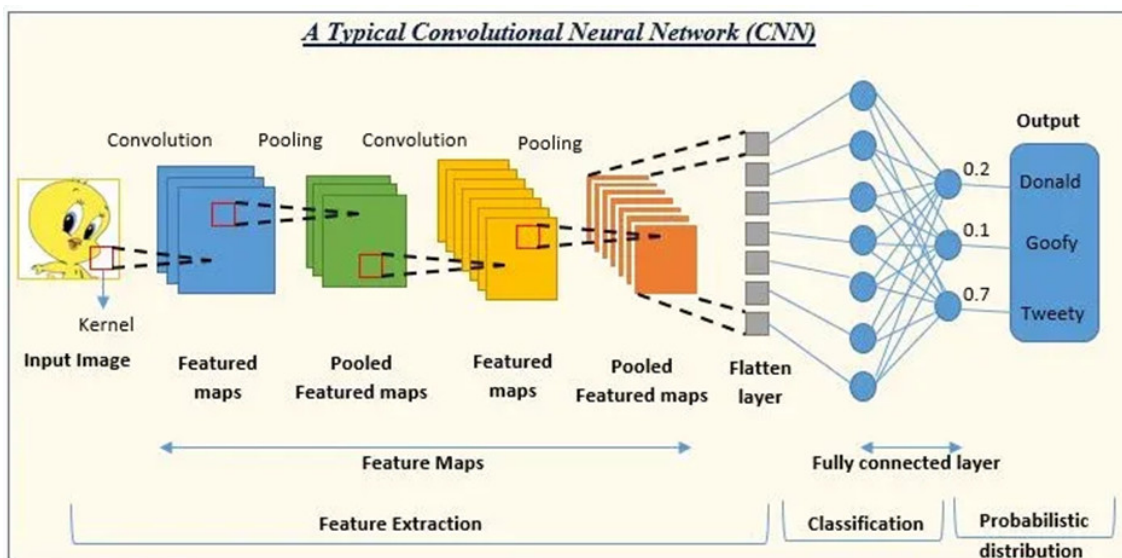 A Typical Convolutional Neural Network (CNN)
Convolution
Pooling
Convolution
Pooling
Output
0.2
Donald
0.1
Goofy
0.7
Tweety
Kernel
Input Image
Featured
maps
Pooled
Featured maps
Featured
maps
Pooled
Featured maps
Flatten
layer
Feature Maps
Fully connected layer
Feature Extraction
Classification
Probabilistic
distribution